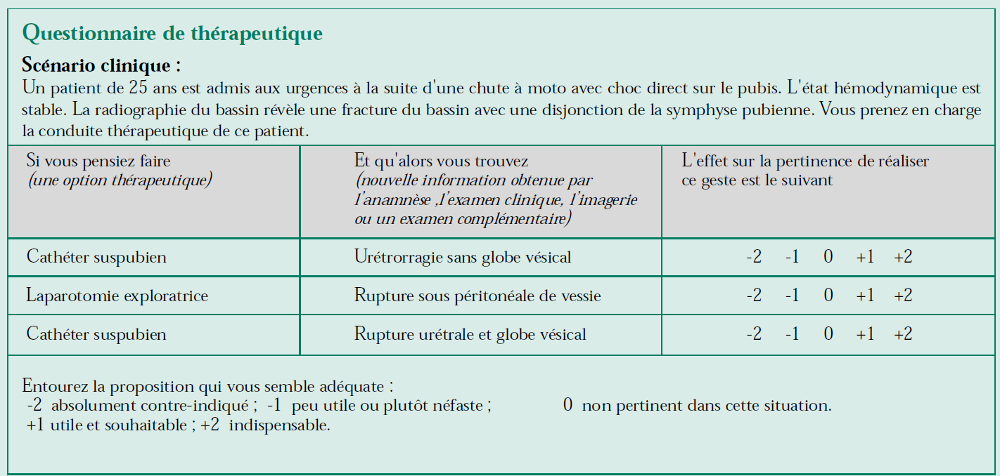 Questionnaire de thérapeutique
Scénario clinique :
Un patient de 25 ans est admis aux urgences à la suite d'une chute à moto avec choc direct sur le pubis. L'état hémodynamique est
stable. La radiographie du bassin révèle une fracture du bassin avec une disjonction de la symphyse pubienne. Vous prenez en charge
la conduite thérapeutique de ce patient.
Si vous pensiez faire
(une option thérapeutique)
Et qu'alors vous trouvez
(nouvelle information obtenue par
l'anamnèse ,l'examen clinique, l'imagerie
ou un examen complémentaire)
L'effet sur la pertinence de réaliser
ce geste est le suivant
Cathéter suspubien
Urétrorragie sans globe vésical
-2 -1 0 +1 +2
Laparotomie exploratrice
Rupture sous péritonéale de vessie
-2 -1 0 +1 +2
Cathéter suspubien
Rupture urétrale et globe vésical
-2 -1 0 +1 +2
Entourez la proposition qui vous semble adéquate :
-2 absolument contre-indiqué ; -1 peu utile ou plutôt néfaste ; 0 non pertinent dans cette situation.
+1 utile et souhaitable ; +2 indispensable.